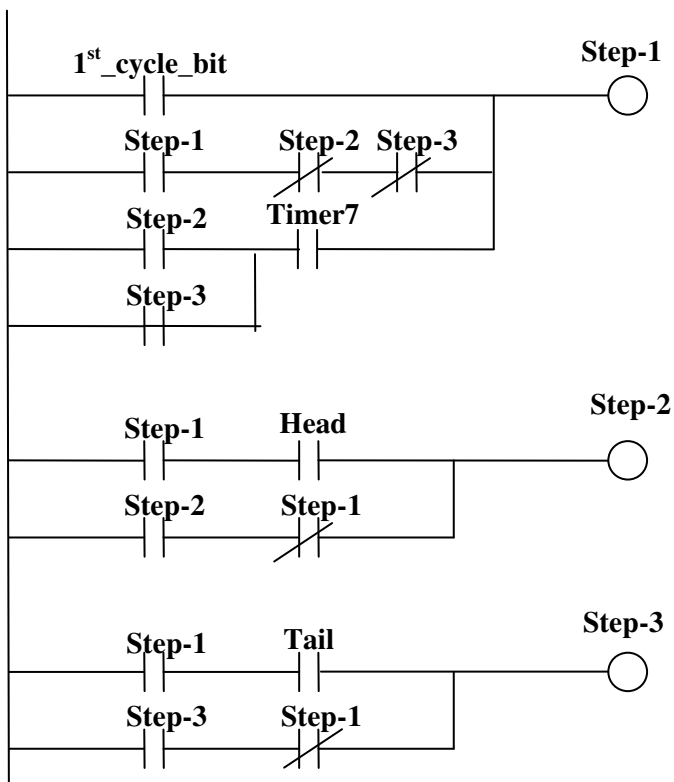 Step-1
1st_cycle_bit
Step-1 Step-2 Step-3
Step-2 Timer7
Step-3
Step-2
Step-1 Head
Step-2 Step-1
Step-3
Step-1 Tail
Step-3 Step-1